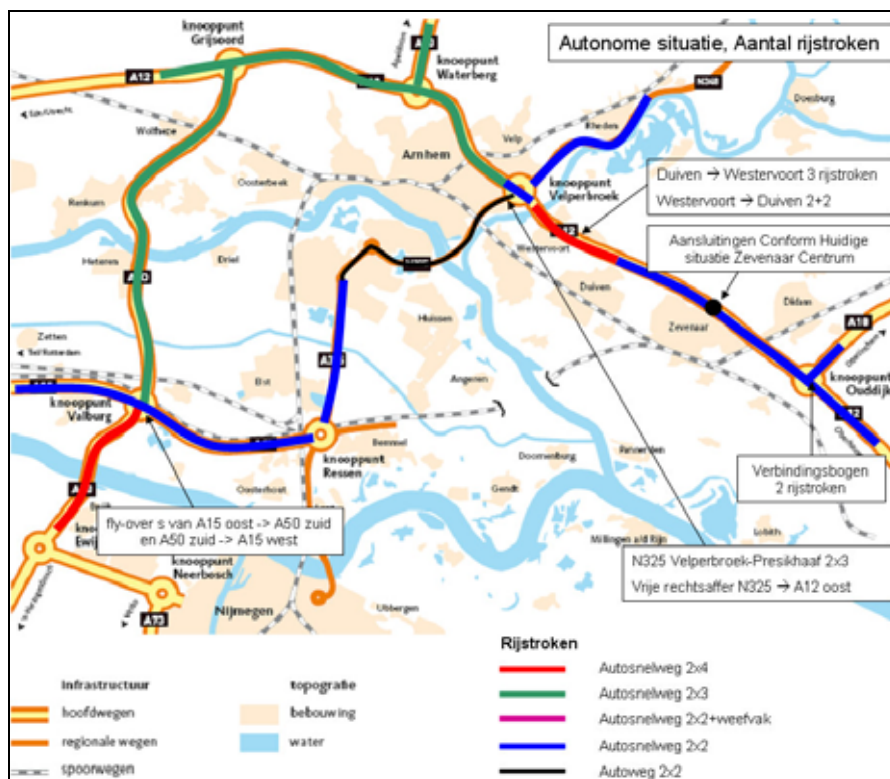 Autonome situatie, Aantal rijstroken
knooppunt
Grijsoord
knooppunt
Waterberg
A12
N348
Doesburg
Rheden
Velp
Wolfheze
Arnhem
Oosterbeek
knooppunt
Velperbroek
Duiven → Westervoort 3 rijstroken
Westervoort → Duiven 2+2
Renkum
Heteren
Driel
Westervoort
A12
Aansluitingen Conform Huidige
situatie Zevenaar Centrum
Duiven
Didam
Zevenaar
A18
Huissen
Zetten
Elst
Angeren
knooppunt
Valburg
knooppunt
Ouddijk
knooppunt
Ressen
Bemmel
Doornenburg
Pannerden
Gendt
Oosterhout
Verbindingsbogen
2 rijstroken
fly-over s van A15 oost -> A50 zuid
en A50 zuid -> A15 west
Millingen a/d Rijn
Lobith
knooppunt
Neerbosch
N325 Velperbroek-Presikhaaf 2x3
Vrije rechtsaffer N325 → A12 oost
Nijmegen
Ubbergen
A73
Rijstroken
Autosnelweg 2x4
infrastructuur
topografie
Autosnelweg 2x3
hoofdwegen
bebouwing
Autosnelweg 2x2+weefvak
regionale wegen
water
Autosnelweg 2x2
spoorwegen
Autoweg 2x2